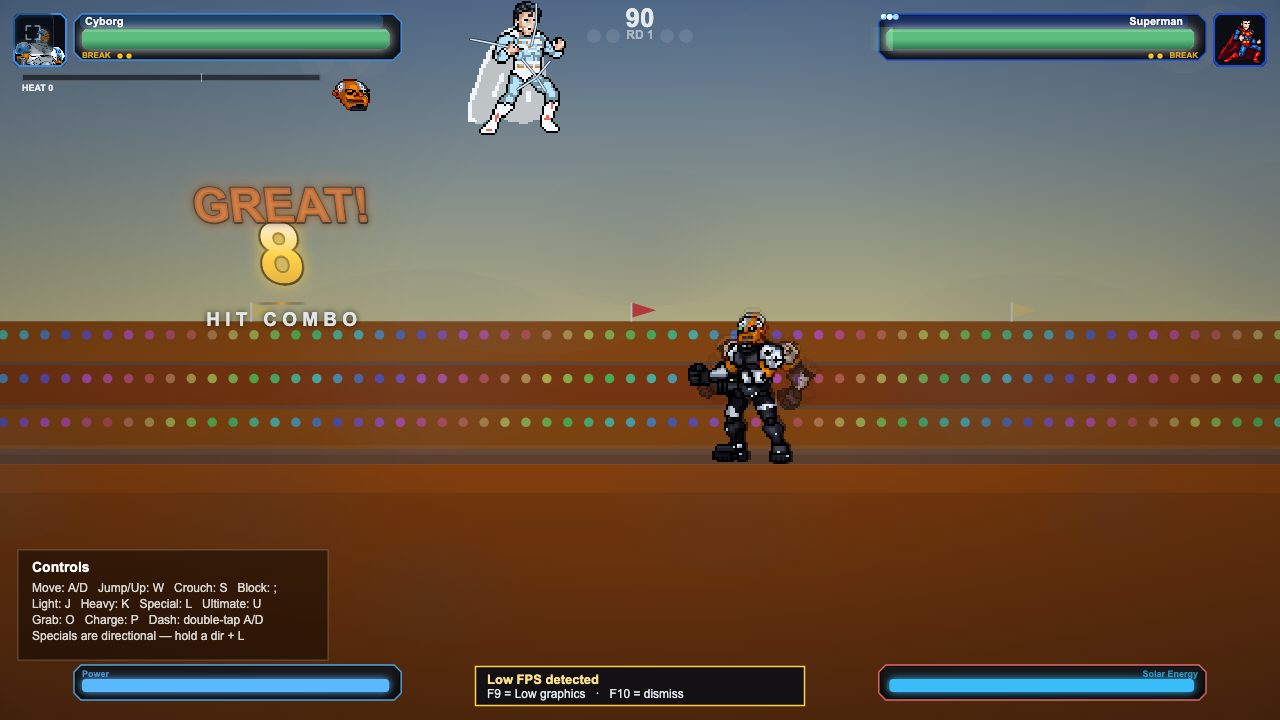 Cyborg
BREAK
HEAT 0
90
RD 1
Superman
BREAK
GREAT!
8
HIT COMBO
Controls
Move: A/D Jump/Up: W Crouch: S Block: ;
Light: J Heavy: K Special: L Ultimate: U
Grab: O Charge: P Dash: double-tap A/D
Specials are directional — hold a dir + L
Power
Low FPS detected
F9 = Low graphics · F10 = dismiss
Solar Energy